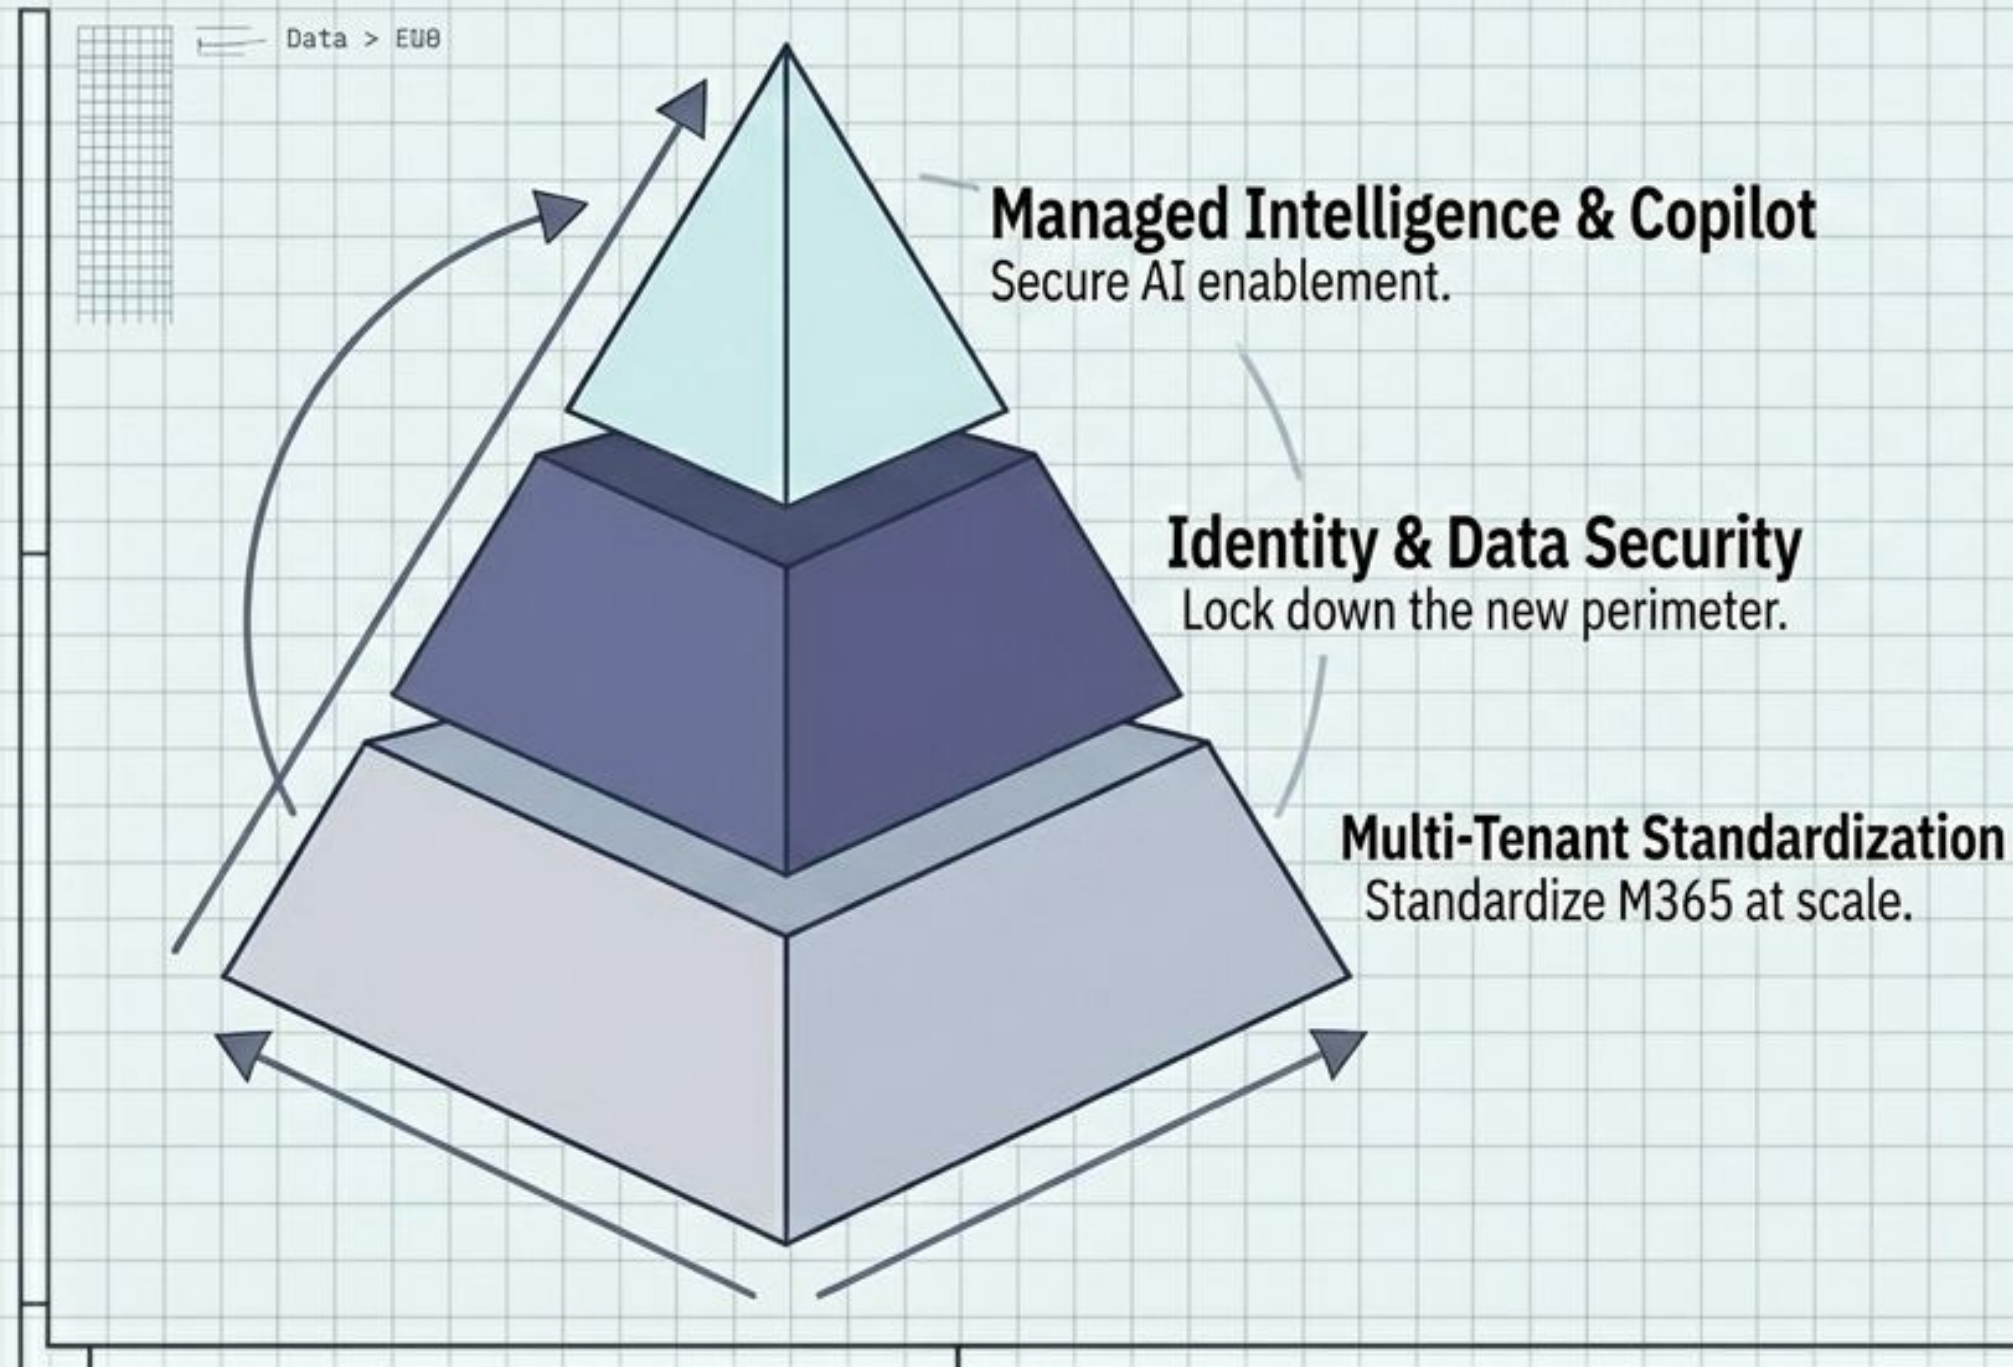 Data > EU0
Managed Intelligence & Copilot
Secure AI enablement.
Identity & Data Security
Lock down the new perimeter.
Multi-Tenant Standardization
Standardize M365 at scale.